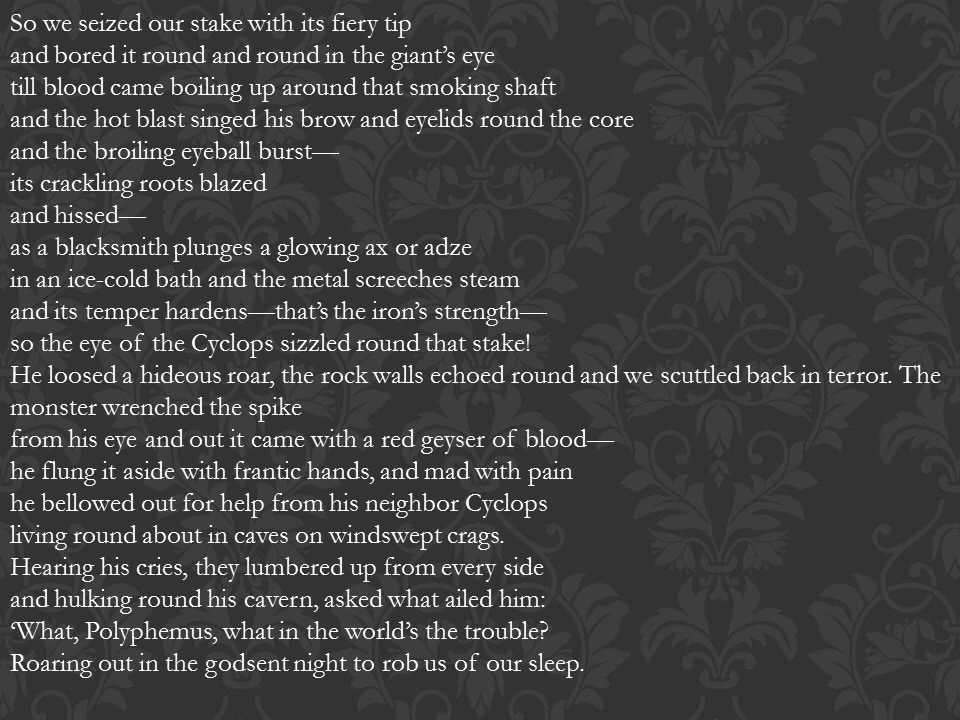 So we seized our stake with its fiery tip
and bored it round and round in the giant’s eye
till blood came boiling up around that smoking shaft
and the hot blast singed his brow and eyelids round the core
and the broiling eyeball burst—
its crackling roots blazed
and hissed—
as a blacksmith plunges a glowing ax or adze
in an ice-cold bath and the metal screeches steam
and its temper hardens—that’s the iron’s strength—
so the eye of the Cyclops sizzled round that stake!
He loosed a hideous roar, the rock walls echoed round and we scuttled back in terror. The
monster wrenched the spike
from his eye and out it came with a red geyser of blood—
he flung it aside with frantic hands, and mad with pain
he bellowed out for help from his neighbor Cyclops
living round about in caves on windswept crags.
Hearing his cries, they lumbered up from every side
and hulking round his cavern, asked what ailed him:
‘What, Polyphemus, what in the world’s the trouble?
Roaring out in the godsent night to rob us of our sleep.